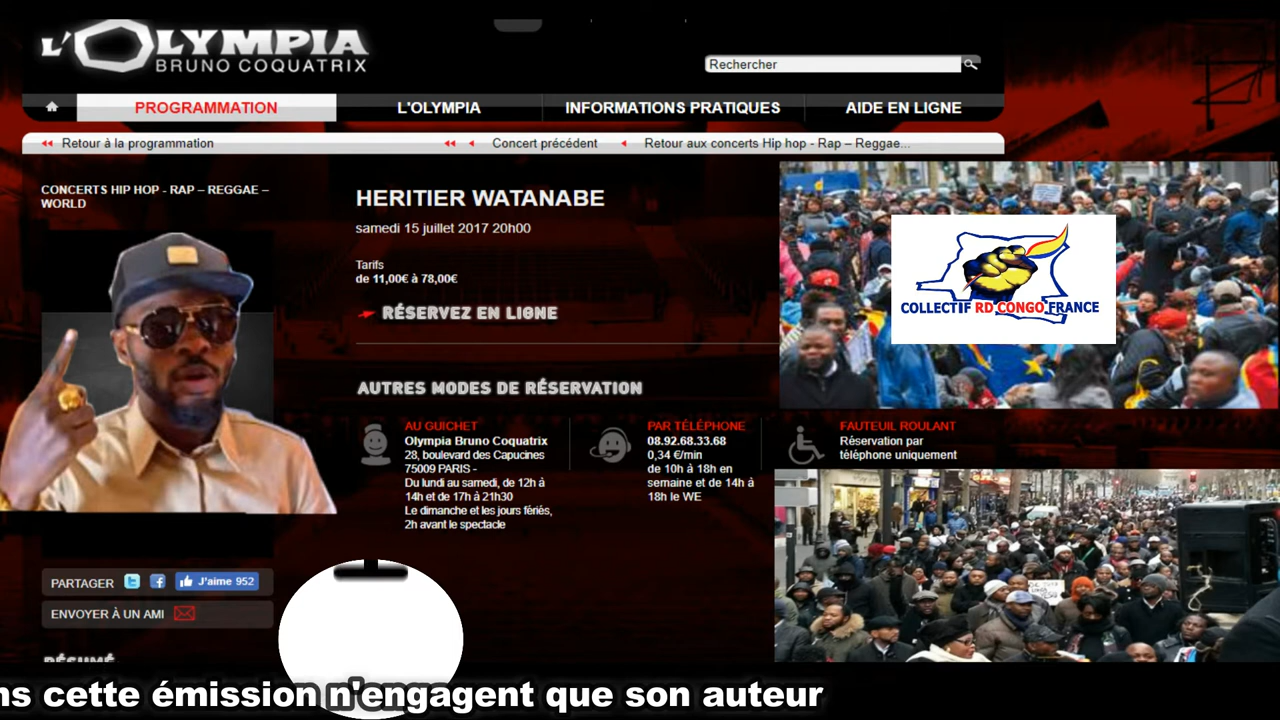 L'OLYMPIA
BRUNO COQUATRIX
Rechercher
PROGRAMMATION
L'OLYMPIA
INFORMATIONS PRATIQUES
AIDE EN LIGNE
Retour à la programmation
Concert précédent
Retour aux concerts Hip hop - Rap – Reggae...
CONCERTS HIP HOP - RAP – REGGAE –
WORLD
HERITIER WATANABE
samedi 15 juillet 2017 20h00
Tarifs
de 11,00€ à 78,00€
RÉSERVEZ EN LIGNE
COLLECTIF RD CONGO FRANCE
AUTRES MODES DE RÉSERVATION
AU GUICHET
Olympia Bruno Coquatrix
28, boulevard des Capucines
75009 PARIS -
Du lundi au samedi, de 12h à
14h et de 17h à 21h30
Le dimanche et les jours fériés,
2h avant le spectacle
PAR TÉLÉPHONE
08.92.68.33.68
0,34 €/min
de 10h à 18h en
semaine et de 14h à
18h le WE
FAUTEUIL ROULANT
Réservation par
téléphone uniquement
PARTAGER
J'aime 952
ENVOYER À UN AMI
RÉSUMÉ
ns cette émission n'engagent que son auteur